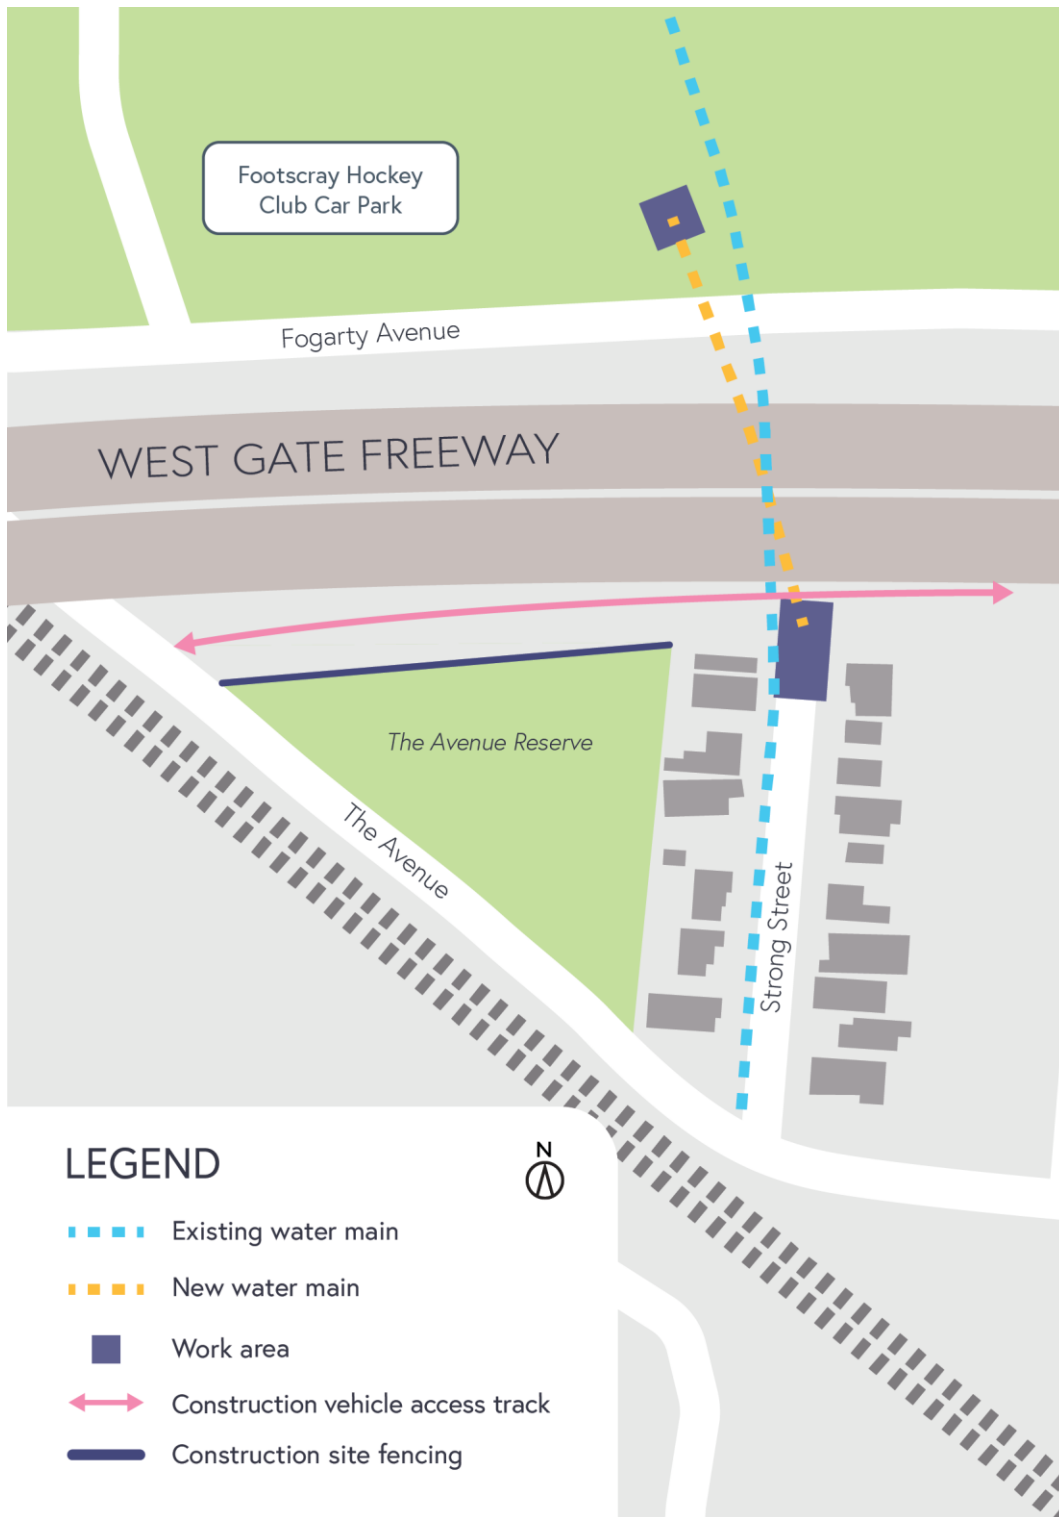 Footscray Hockey
Club Car Park
Fogarty Avenue
WEST GATE FREEWAY
The Avenue Reserve
The Avenue
Strong Street
LEGEND
N
Existing water main
New water main
Work area
Construction vehicle access track
Construction site fencing